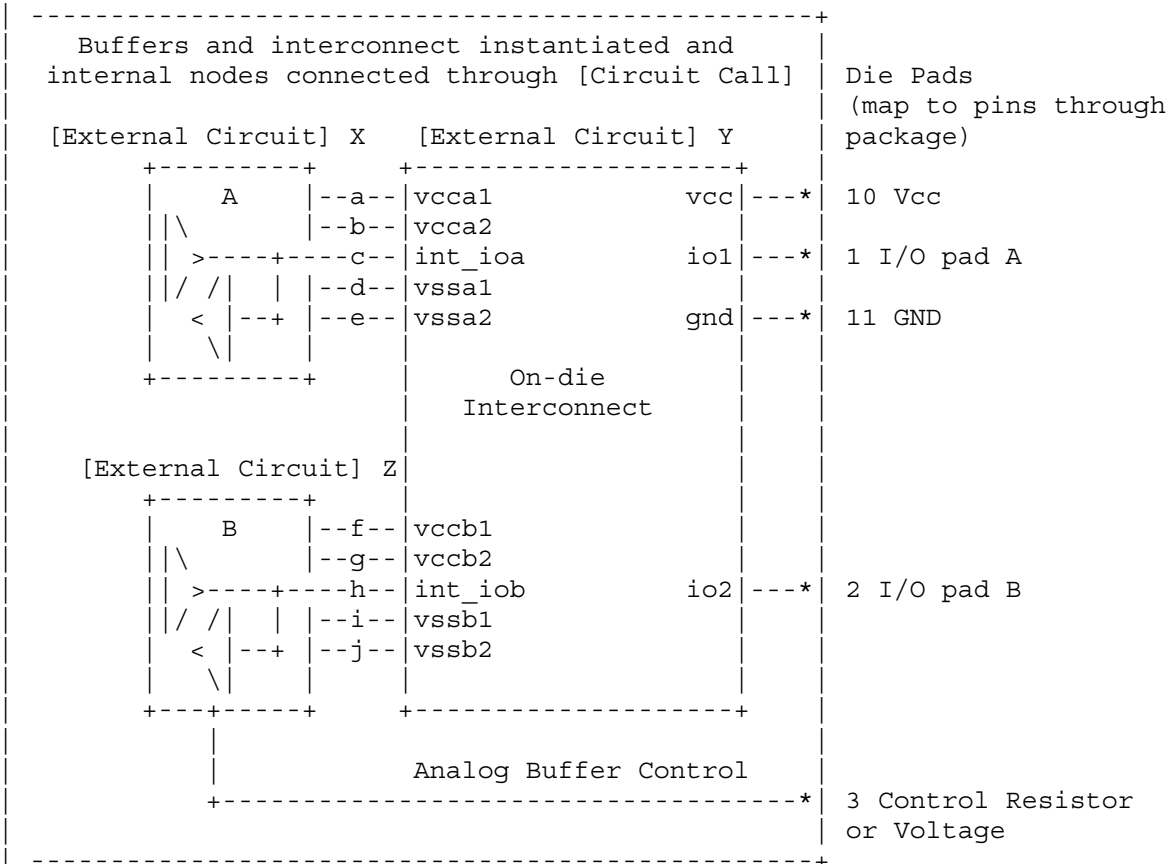 | ---------------------------------------------------+
|    Buffers and interconnect instantiated and       |
|  internal nodes connected through [Circuit Call]   | Die Pads
|                                                    | (map to pins through
|  [External Circuit] X   [External Circuit] Y       | package)
|        +---------+      +--------------------+     |
|        |    A    |--a--|vcca1            vcc|---*| 10 Vcc
|        ||\       |--b--|vcca2               |    |
|        || >----+----c--|int_ioa          io1|---*| 1 I/O pad A
|        ||/ /|  | |--d--|vssa1               |    |
|        |  < |--+ |--e--|vssa2            gnd|---*| 11 GND
|        |   \|    |     |                    |    |
|        +---------+     |      On-die        |    |
|                        |   Interconnect     |    |
|                        |                    |    |
|    [External Circuit] Z|                    |    |
|        +---------+     |                    |    |
|        |    B    |--f--|vccb1               |    |
|        ||\       |--g--|vccb2               |    |
|        || >----+----h--|int_iob          io2|---*| 2 I/O pad B
|        ||/ /|  | |--i--|vssb1               |    |
|        |  < |--+ |--j--|vssb2               |    |
|        |   \|    |     |                    |    |
|        +---+-----+     +--------------------+    |
|            |                                     |
|            |            Analog Buffer Control    |
|            +------------------------------------*| 3 Control Resistor
|                                                  | or Voltage
| ---------------------------------------------------+